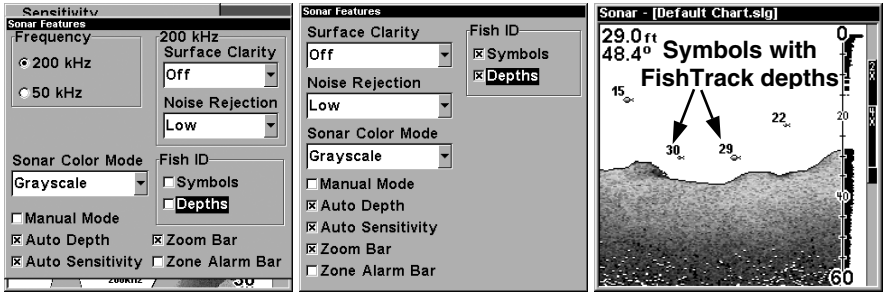 Sensitivity
Sonar Features
Frequency
200 kHz
50 kHz
200 kHz
Surface Clarity
Off
Noise Rejection
Low
Sonar Color Mode
Grayscale
Fish ID
Symbols
Depths
Manual Mode
Auto Depth
Auto Sensitivity
Zoom Bar
Zone Alarm Bar
200kHz
Sonar Features
Surface Clarity
Off
Noise Rejection
Low
Sonar Color Mode
Grayscale
Manual Mode
Auto Depth
Auto Sensitivity
Zoom Bar
Zone Alarm Bar
Fish ID
Symbols
Depths
Sonar - [Default Chart.slg]
29.0ft
48.4º
Symbols with
FishTrack depths
0
15
22
20
30
29
40
60